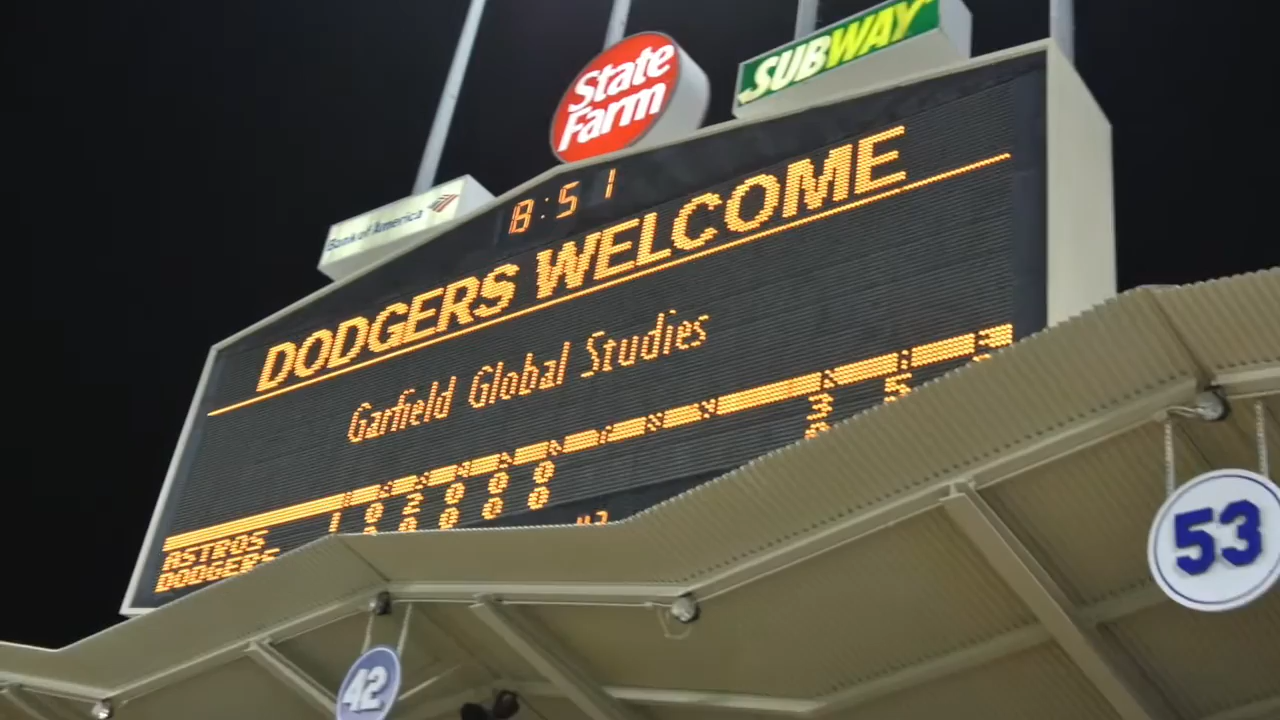 State
Farm
SUBWAY
Bank of America
8:51
DODGERS WELCOME
Garfield Global Studies
ASTROS
DODGERS
53
42